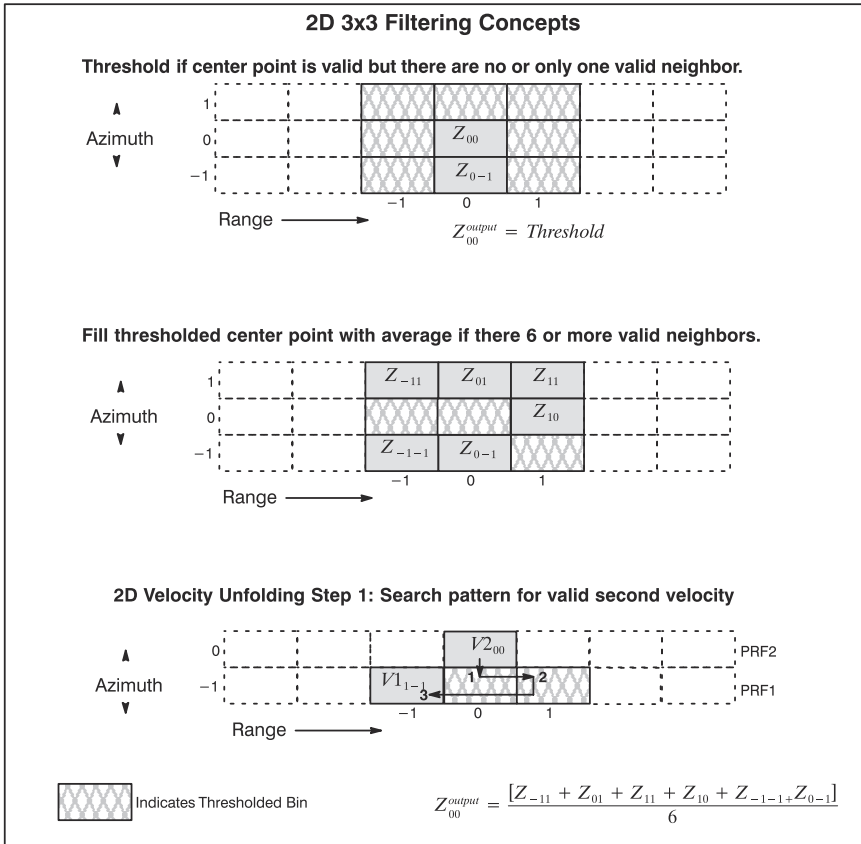 2D 3x3 Filtering Concepts
Threshold if center point is valid but there are no or only one valid neighbor.
1
Azimuth
0
Z₀₀
−1
Z₀₋₁
−1 0 1
Range
Z₀₀^output = Threshold
Fill thresholded center point with average if there 6 or more valid neighbors.
1
Z₋₁₁ Z₀₁ Z₁₁
Azimuth
0
Z₁₀
−1
Z₋₁₋₁ Z₀₋₁
−1 0 1
Range
2D Velocity Unfolding Step 1: Search pattern for valid second velocity
0
V2₀₀
PRF2
Azimuth
−1
V1₁₋₁
1 2
3
PRF1
−1 0 1
Range
Indicates Thresholded Bin
Z₀₀^output = [Z₋₁₁ + Z₀₁ + Z₁₁ + Z₁₀ + Z₋₁₋₁₊Z₀₋₁] / 6